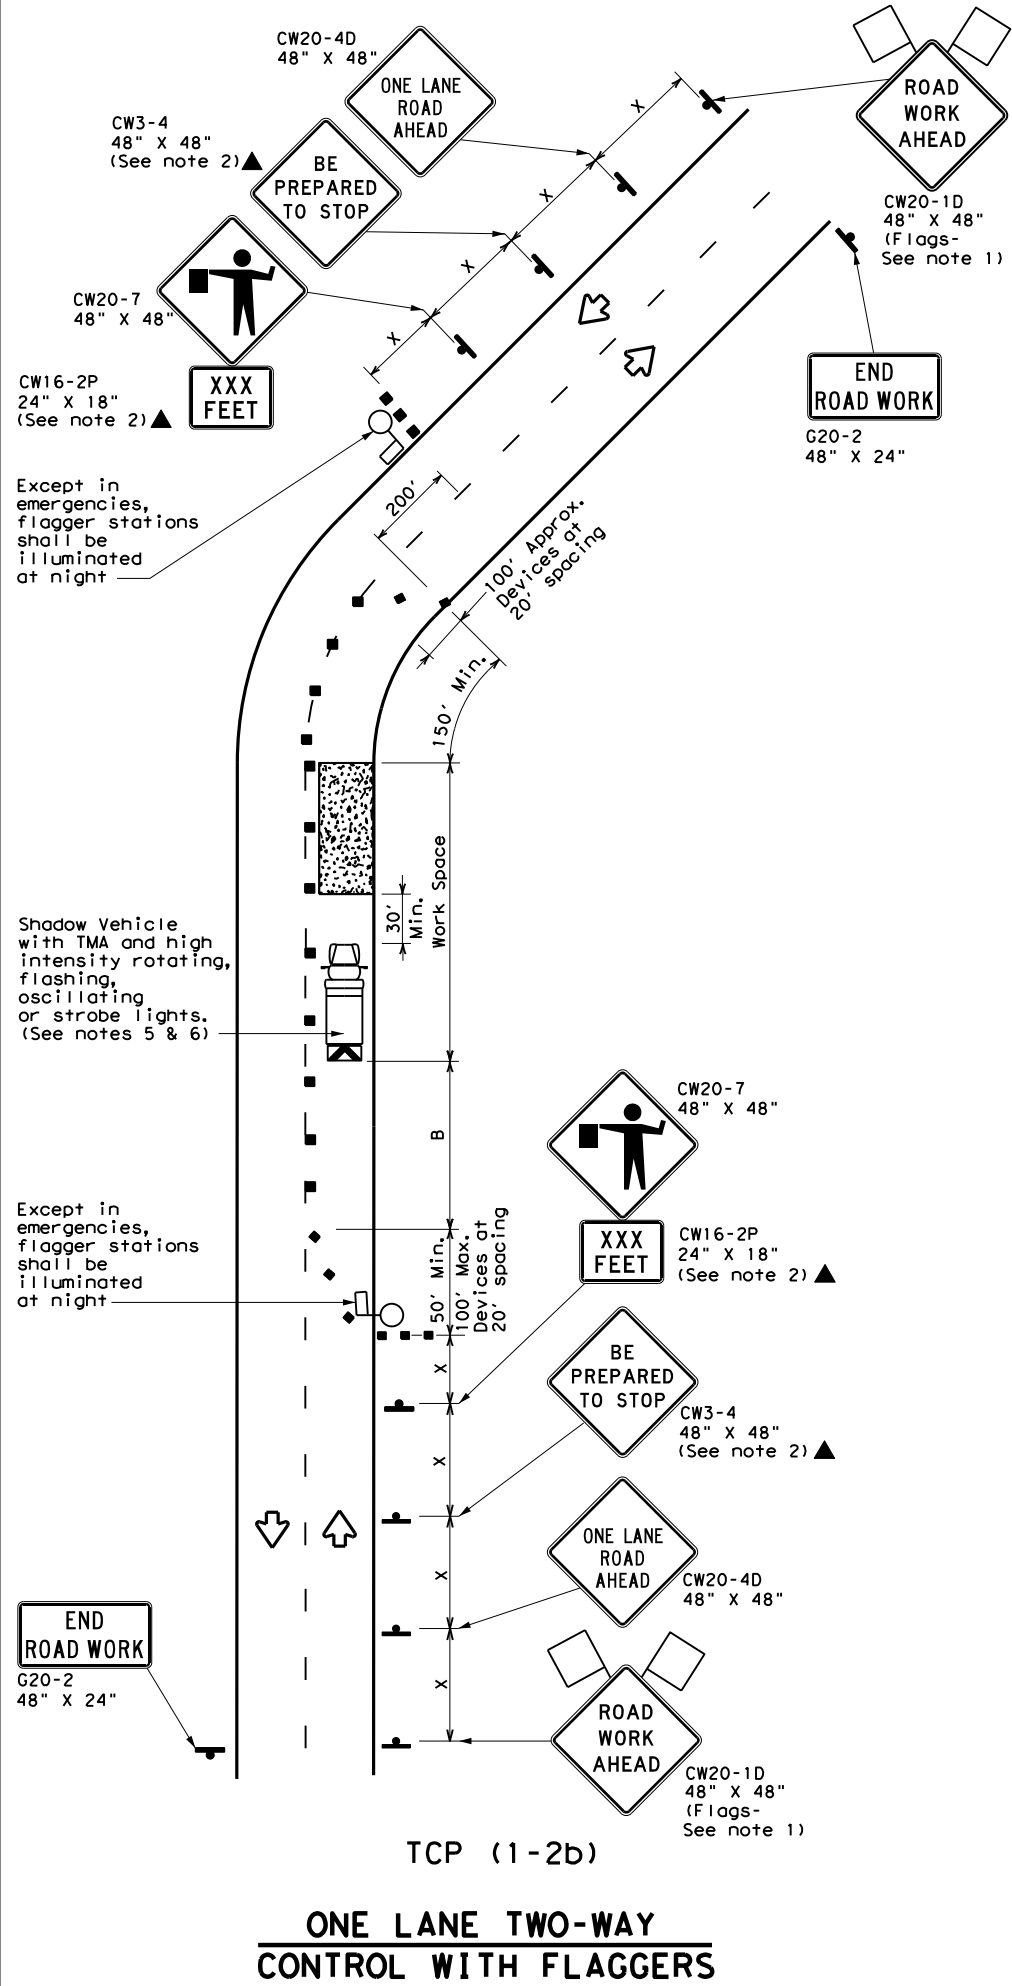 CW20-4D
48" X 48"
ONE LANE
ROAD
AHEAD
CW3-4
48" X 48"
(See note 2)
BE
PREPARED
TO STOP
ROAD
WORK
AHEAD
CW20-1D
48" X 48"
(Flags-
See note 1)
CW20-7
48" X 48"
XXX
FEET
CW16-2P
24" X 18"
(See note 2)
X
X
X
X
END
ROAD WORK
G20-2
48" X 24"
Except in
emergencies,
flagger stations
shall be
illuminated
at night
200'
100' Approx.
Devices at
20' spacing
150' Min.
Work Space
30'
Min.
Shadow Vehicle
with TMA and high
intensity rotating,
flashing,
oscillating
or strobe lights.
(See notes 5 & 6)
B
CW20-7
48" X 48"
XXX
FEET
CW16-2P
24" X 18"
(See note 2)
Except in
emergencies,
flagger stations
shall be
illuminated
at night
50' Min.
100' Max.
Devices at
20' spacing
X
X
X
X
BE
PREPARED
TO STOP
CW3-4
48" X 48"
(See note 2)
ONE LANE
ROAD
AHEAD
CW20-4D
48" X 48"
END
ROAD WORK
G20-2
48" X 24"
ROAD
WORK
AHEAD
CW20-1D
48" X 48"
(Flags-
See note 1)
TCP (1-2b)
ONE LANE TWO-WAY
CONTROL WITH FLAGGERS